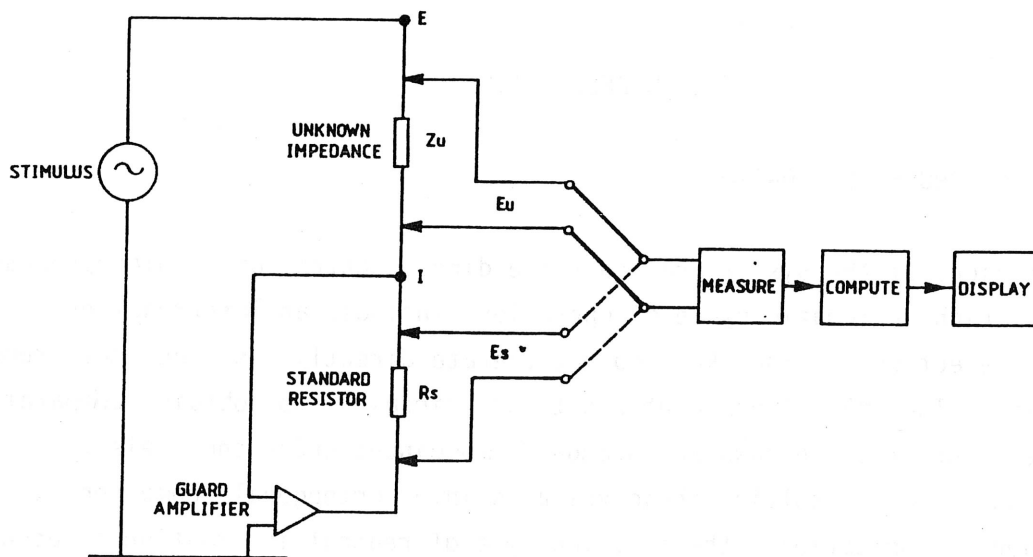 E
UNKNOWN
IMPEDANCE
Zu
STIMULUS
Eu
I
MEASURE
COMPUTE
DISPLAY
Es
STANDARD
RESISTOR
Rs
GUARD
AMPLIFIER